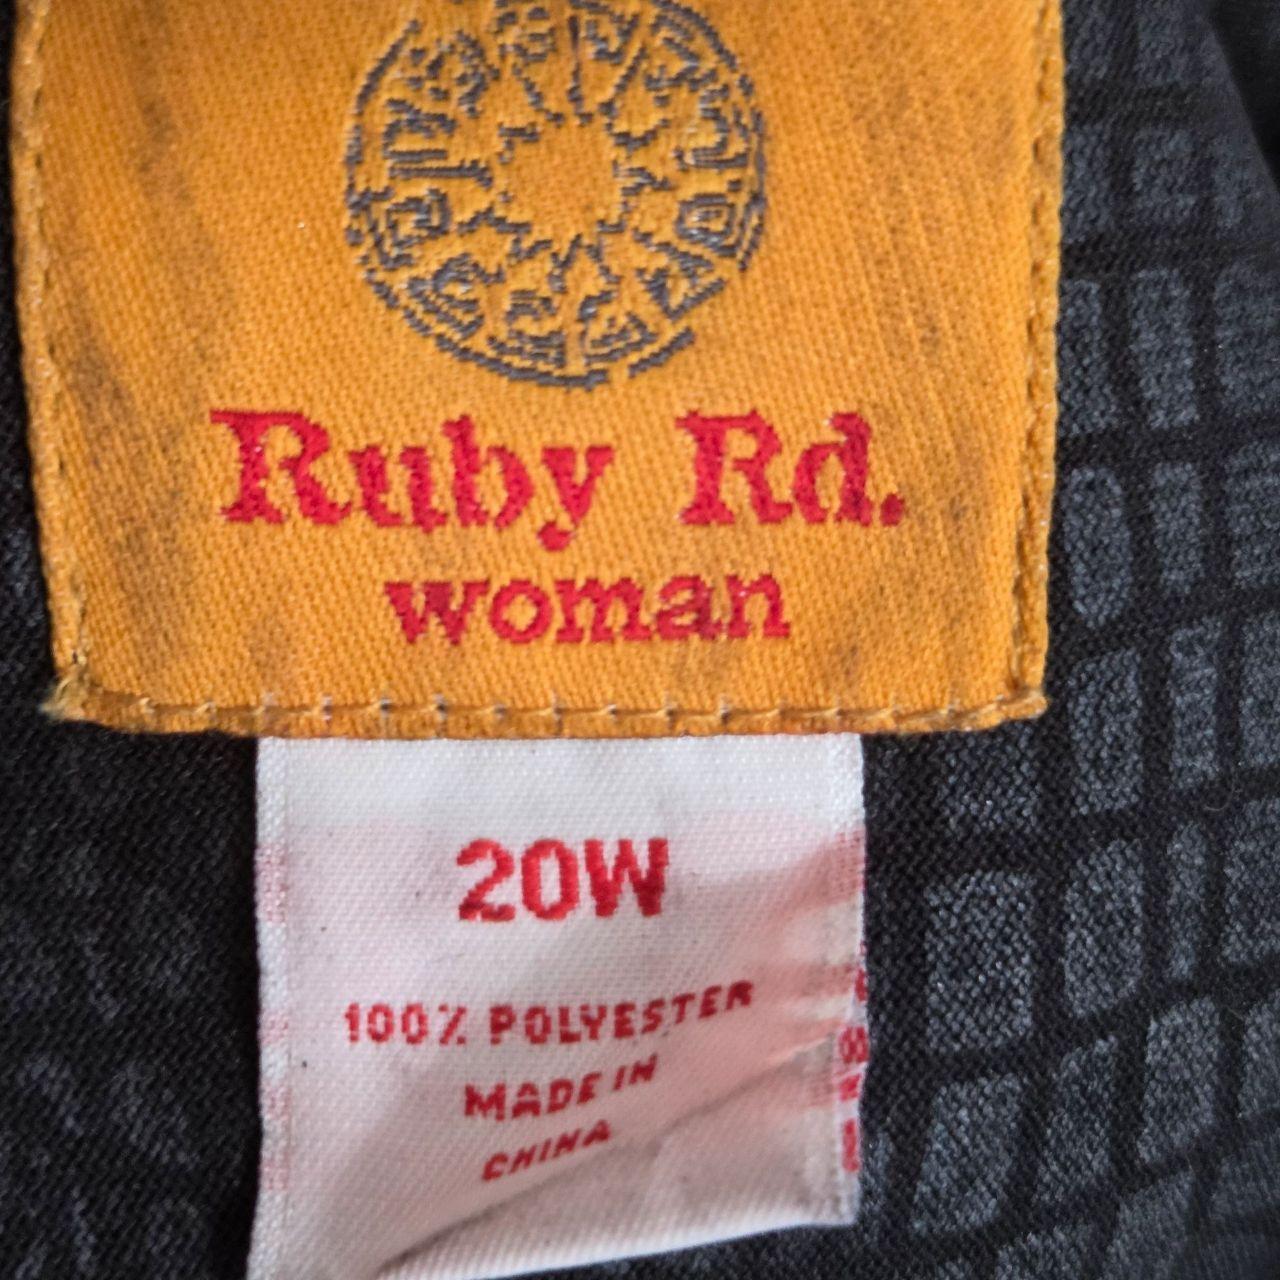 Ruby Rd.
woman
20W
100% POLYESTER
MADE IN
CHINA